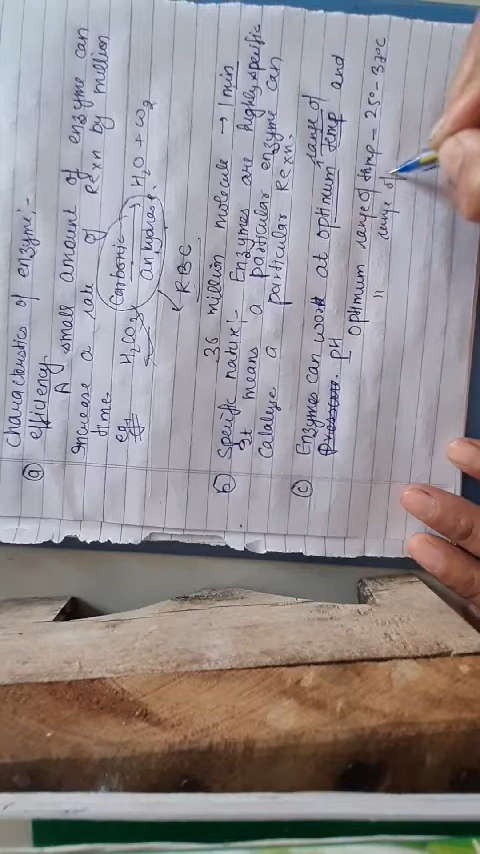 characteristics of enzyme:-
(a) efficiency
A small amount of enzyme can
increase a rate of Rexn by million
time.
eg H2CO3 Carbonic anhydrase H2O + CO2
RBC
36 million molecule → 1 min
(b) specific nature:- Enzymes are highly specific
It means a particular enzyme can
catalyse a particular Rexn.
(c) Enzymes can work at optimum range of temp and
PH
optimum range of temp - 25° - 37°C
" range of